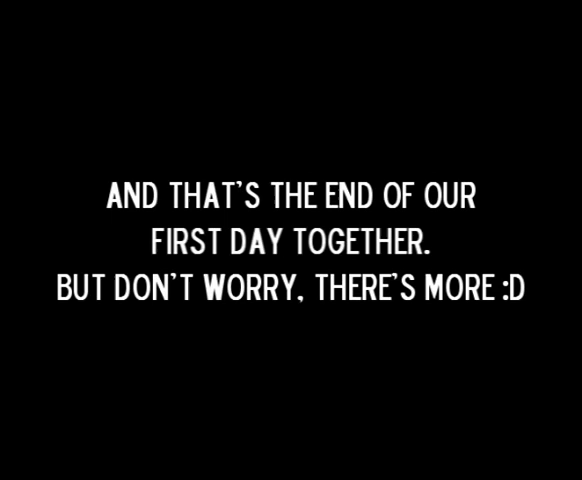 AND THAT'S THE END OF OUR
FIRST DAY TOGETHER.
BUT DON'T WORRY, THERE'S MORE :D